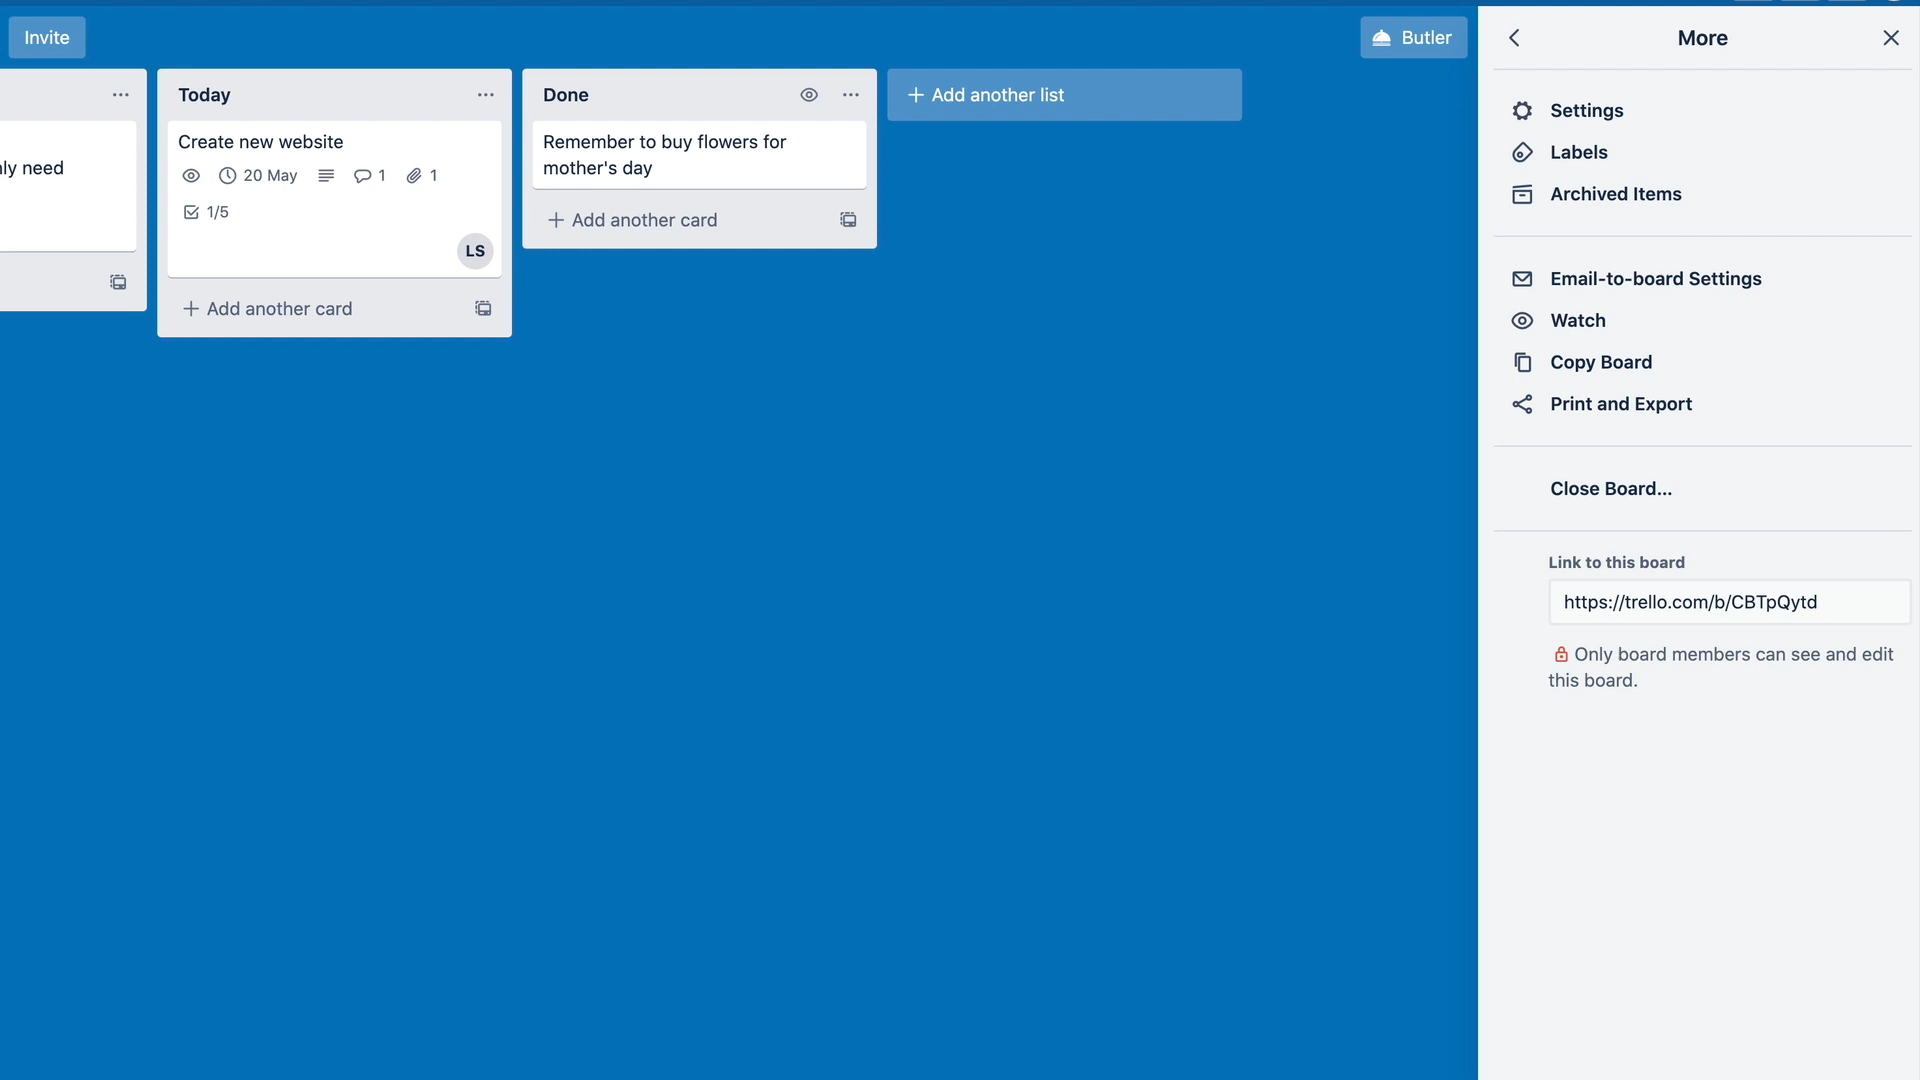 Invite
Butler
More
Today
Done
+ Add another list
ly need
Create new website
20 May
1
1
1/5
LS
+ Add another card
Remember to buy flowers for
mother's day
+ Add another card
Settings
Labels
Archived Items
Email-to-board Settings
Watch
Copy Board
Print and Export
Close Board...
Link to this board
https://trello.com/b/CBTpQytd
Only board members can see and edit
this board.